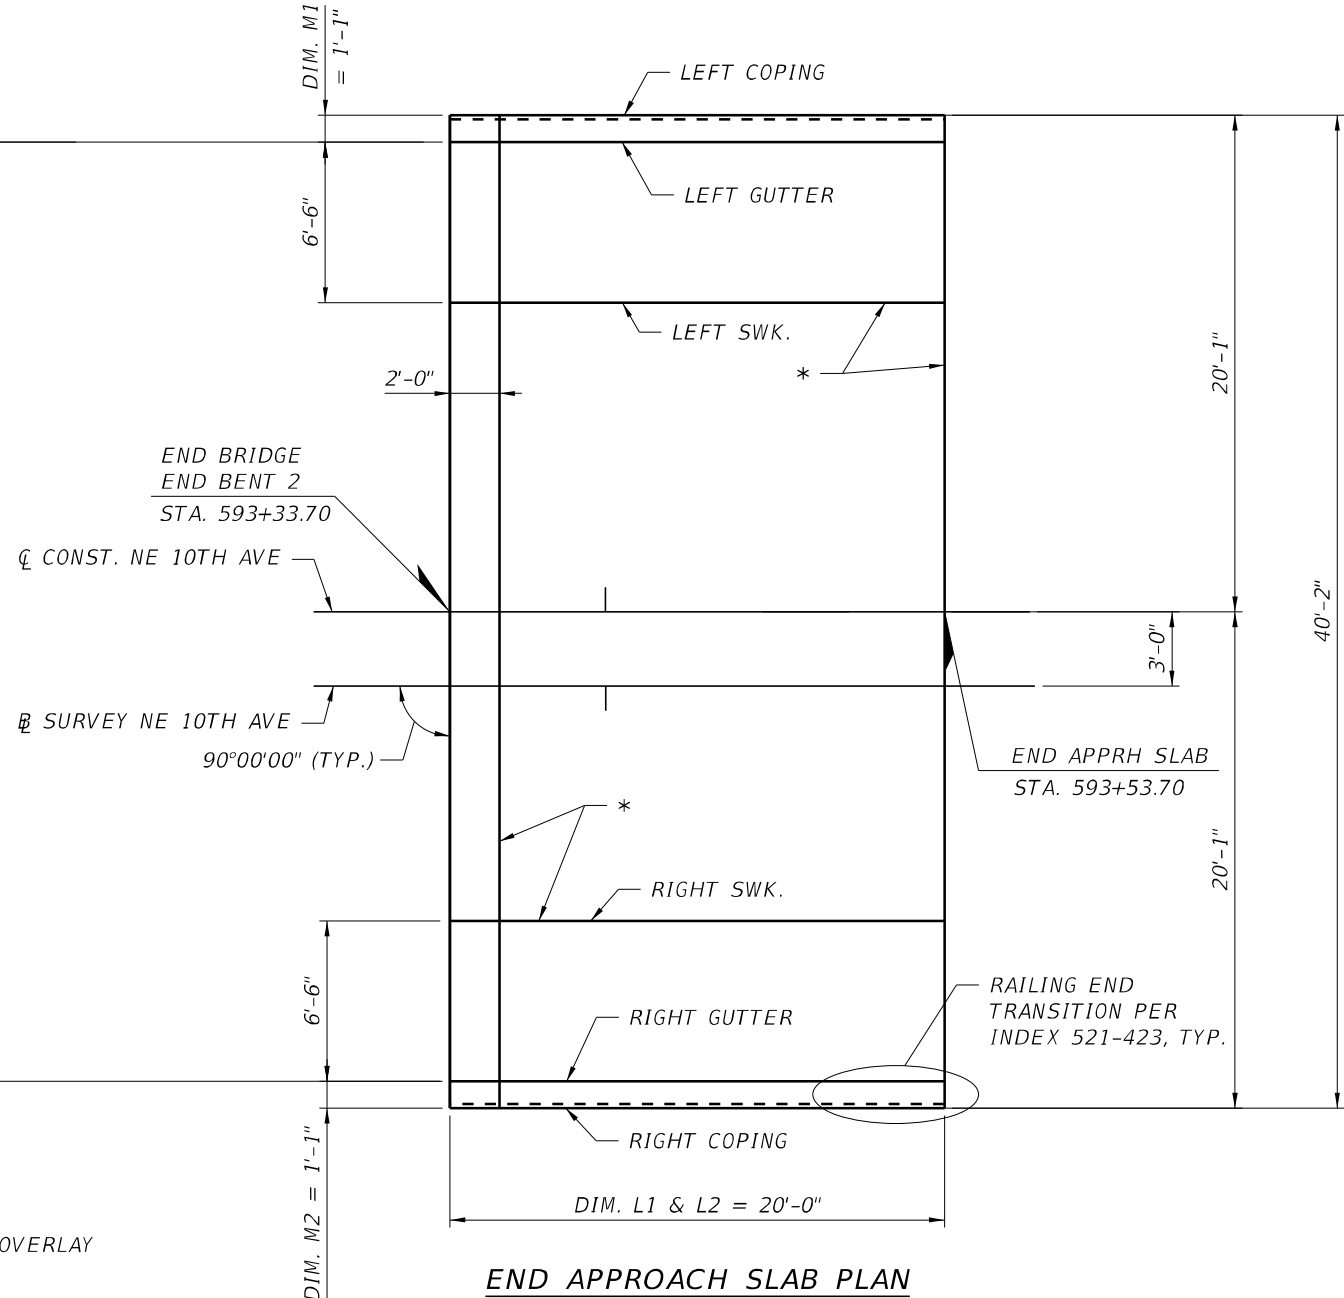 DIM. M1
= 1'-1"
LEFT COPING
LEFT GUTTER
6'-6"
LEFT SWK.
*
2'-0"
20'-1"
END BRIDGE
END BENT 2
STA. 593+33.70
℄ CONST. NE 10TH AVE
40'-2"
3'-0"
BL SURVEY NE 10TH AVE
90°00'00" (TYP.)
END APPRH SLAB
STA. 593+53.70
*
20'-1"
RIGHT SWK.
6'-6"
RAILING END
TRANSITION PER
INDEX 521-423, TYP.
RIGHT GUTTER
RIGHT COPING
DIM. M2 = 1'-1"
DIM. L1 & L2 = 20'-0"
OVERLAY
END APPROACH SLAB PLAN